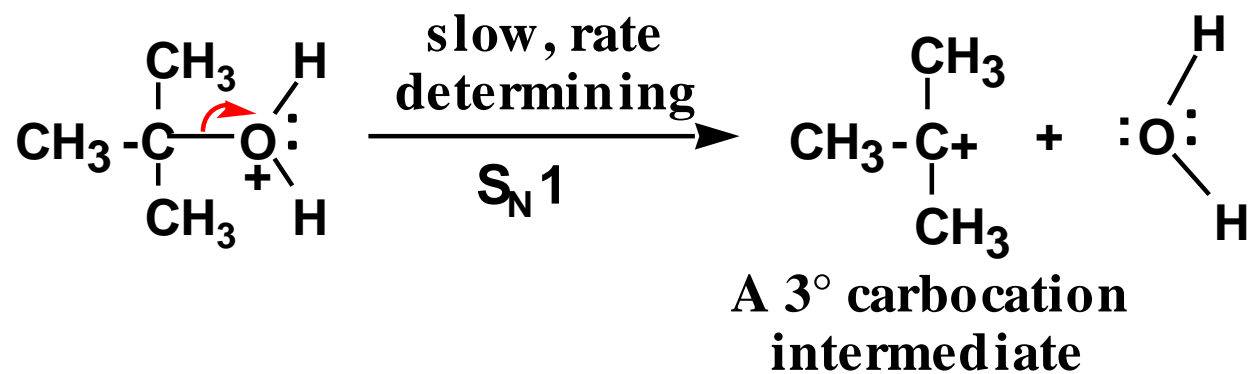 CH3 H
CH3-C-O:
+
CH3 H
slow, rate
determining
SN1
CH3
CH3-C+ + :O:
CH3
H
H
A 3° carbocation
intermediate